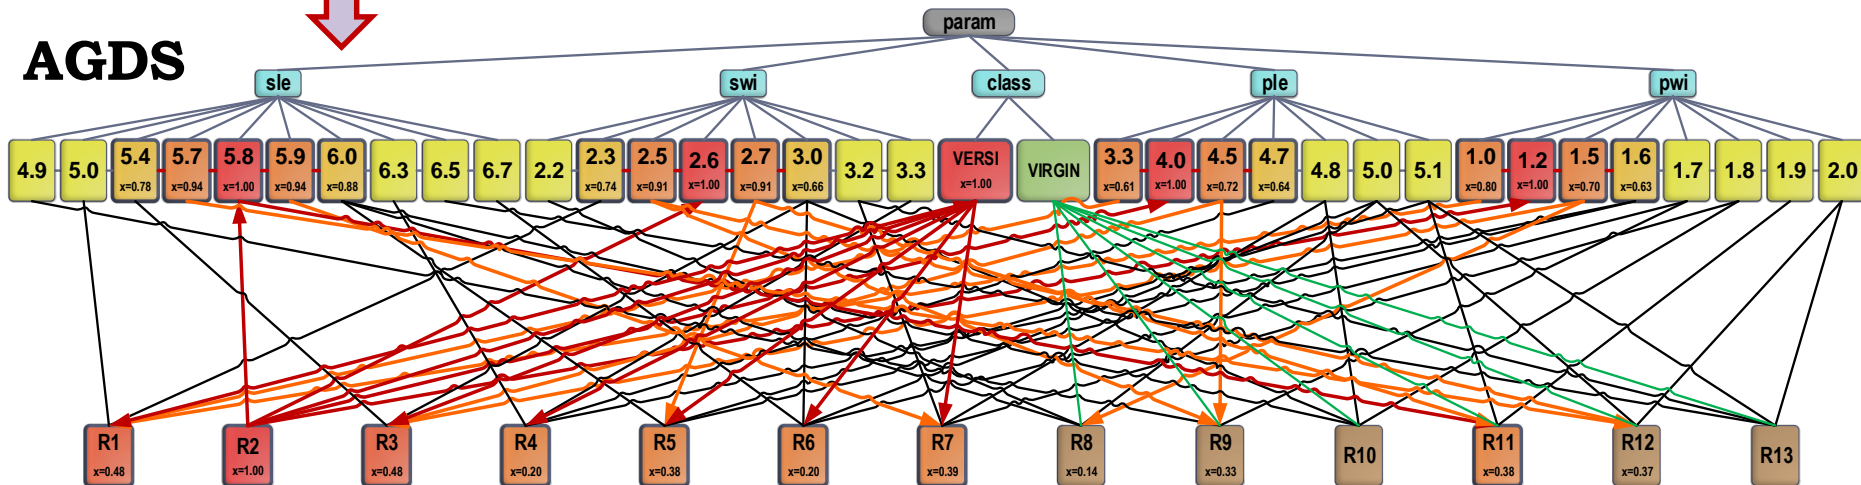 param
AGDS
sle swi class ple pwi
4.9 5.0 5.4 5.7 5.8 5.9 6.0 6.3 6.5 6.7 2.2 2.3 2.5 2.6 2.7 3.0 3.2 3.3 VERSI VIRGIN 3.3 4.0 4.5 4.7 4.8 5.0 5.1 1.0 1.2 1.5 1.6 1.7 1.8 1.9 2.0
x=0.78 x=0.94 x=1.00 x=0.94 x=0.88 x=0.74 x=0.91 x=1.00 x=0.91 x=0.66 x=1.00 x=0.61 x=1.00 x=0.72 x=0.64 x=0.80 x=1.00 x=0.70 x=0.63
R1 R2 R3 R4 R5 R6 R7 R8 R9 R10 R11 R12 R13
x=0.48 x=1.00 x=0.48 x=0.20 x=0.38 x=0.20 x=0.39 x=0.14 x=0.33 x=0.38 x=0.37